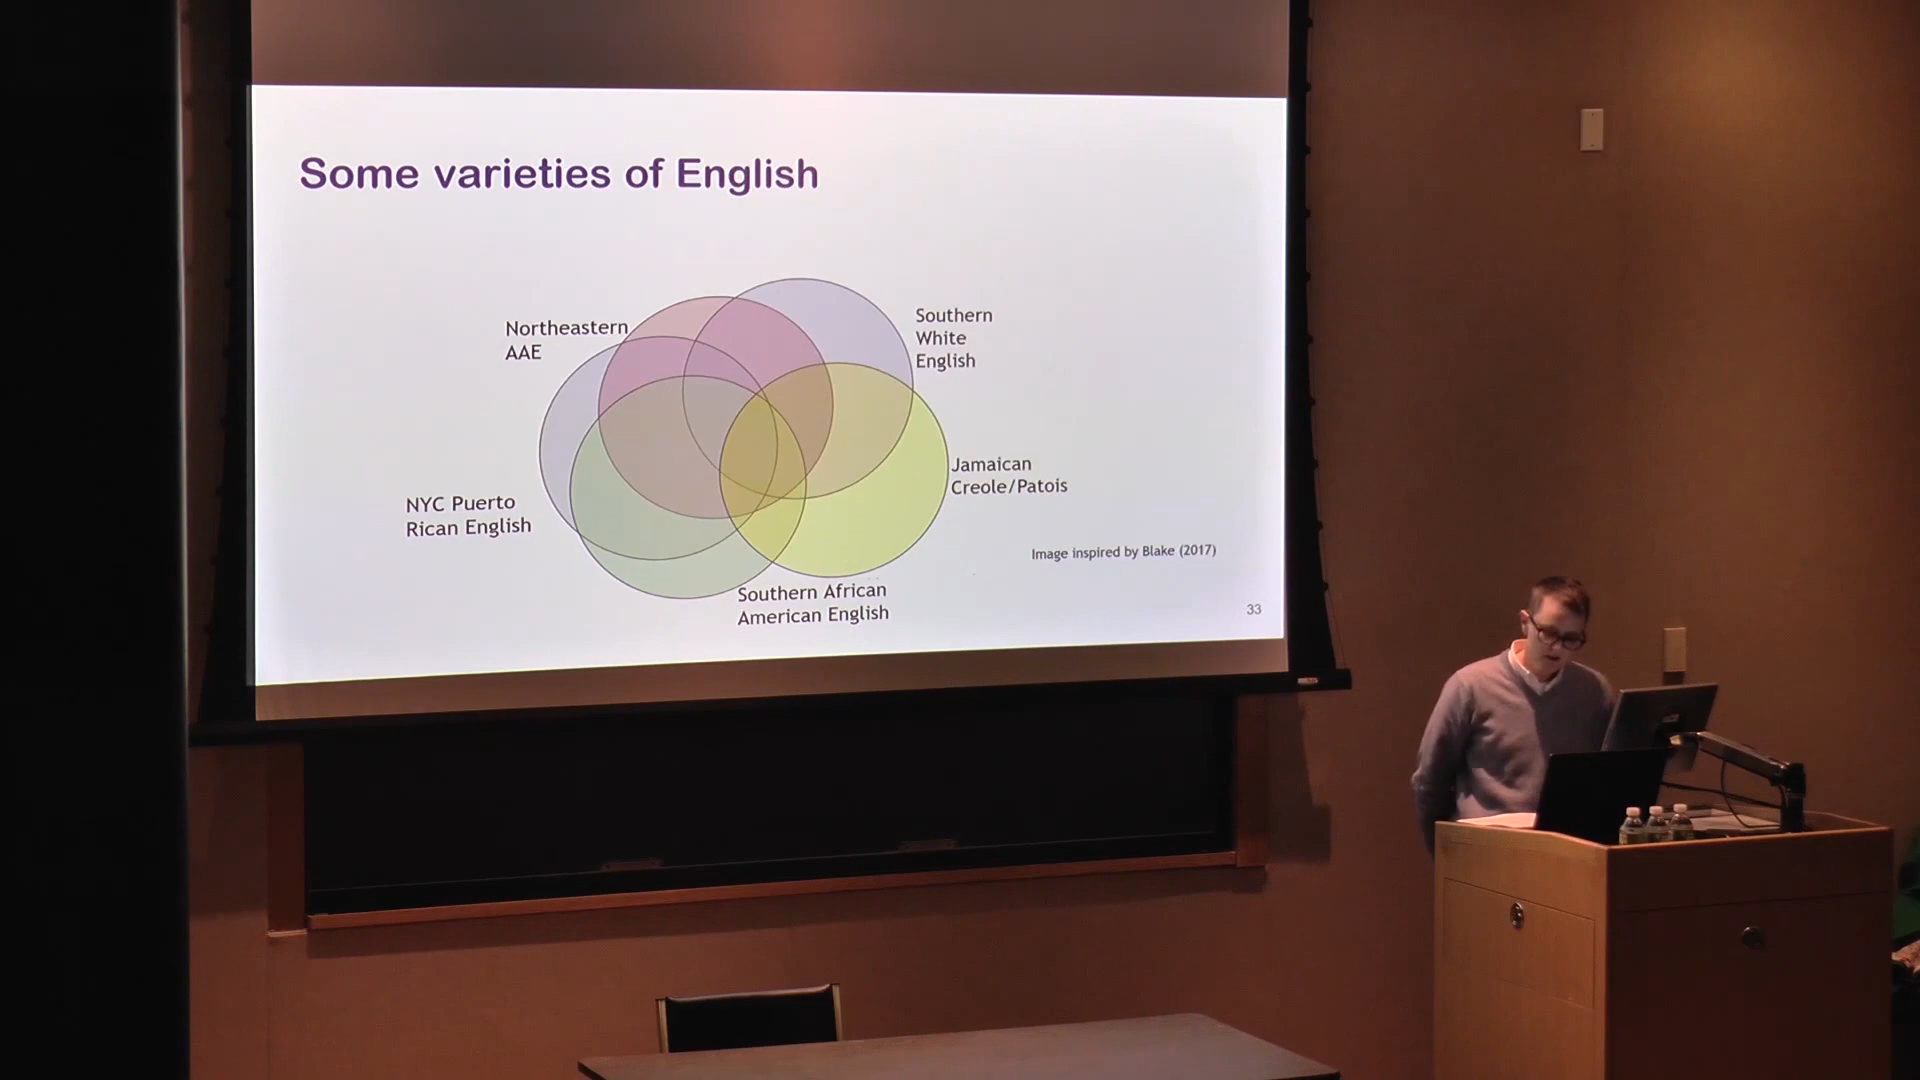 Some varieties of English
Northeastern
AAE
Southern
White
English
Jamaican
Creole/Patois
NYC Puerto
Rican English
Image inspired by Blake (2017)
Southern African
American English
33